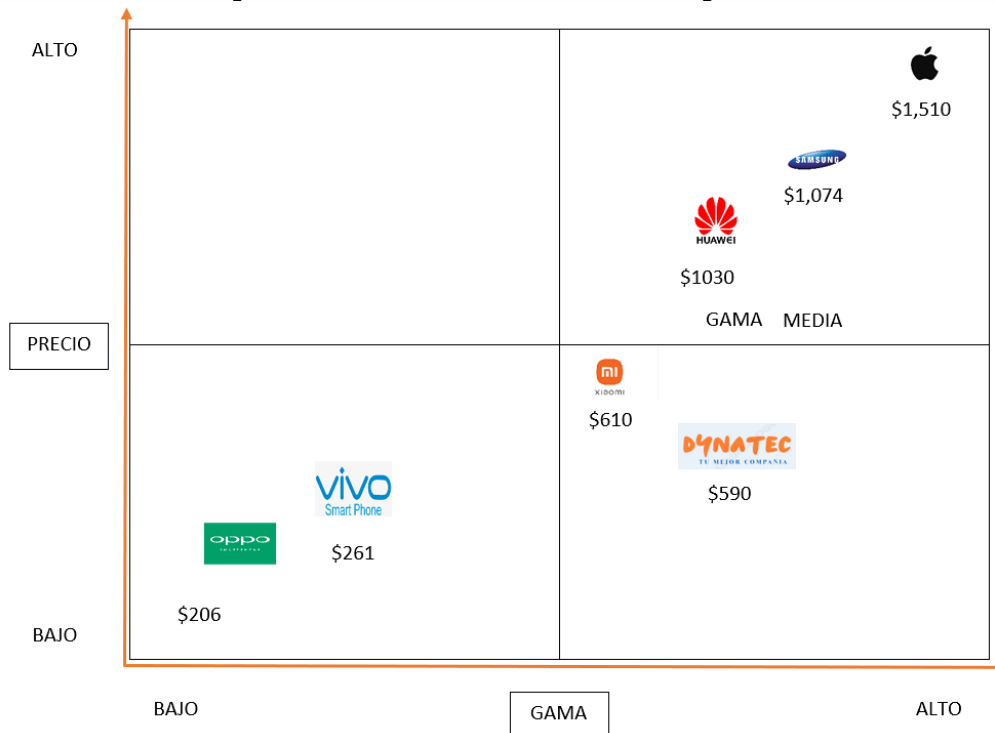 ALTO
$1,510
SAMSUNG
$1,074
HUAWEI
$1030
GAMA MEDIA
PRECIO
mi
xiaomi
$610
DYNATEC
TU MEJOR COMPAÑIA
$590
vivo
Smart Phone
$261
oppo
$206
BAJO
BAJO
GAMA
ALTO